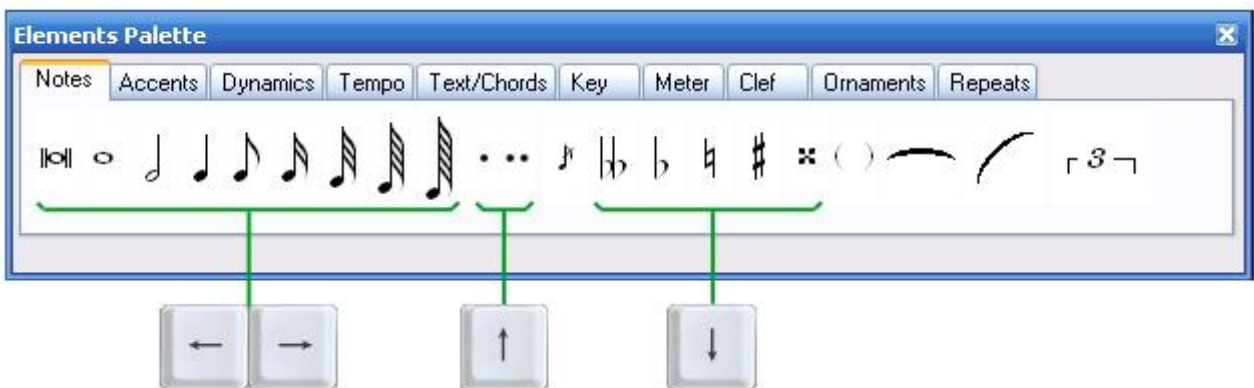 Elements Palette
Notes Accents Dynamics Tempo Text/Chords Key Meter Clef Ornaments Repeats
3